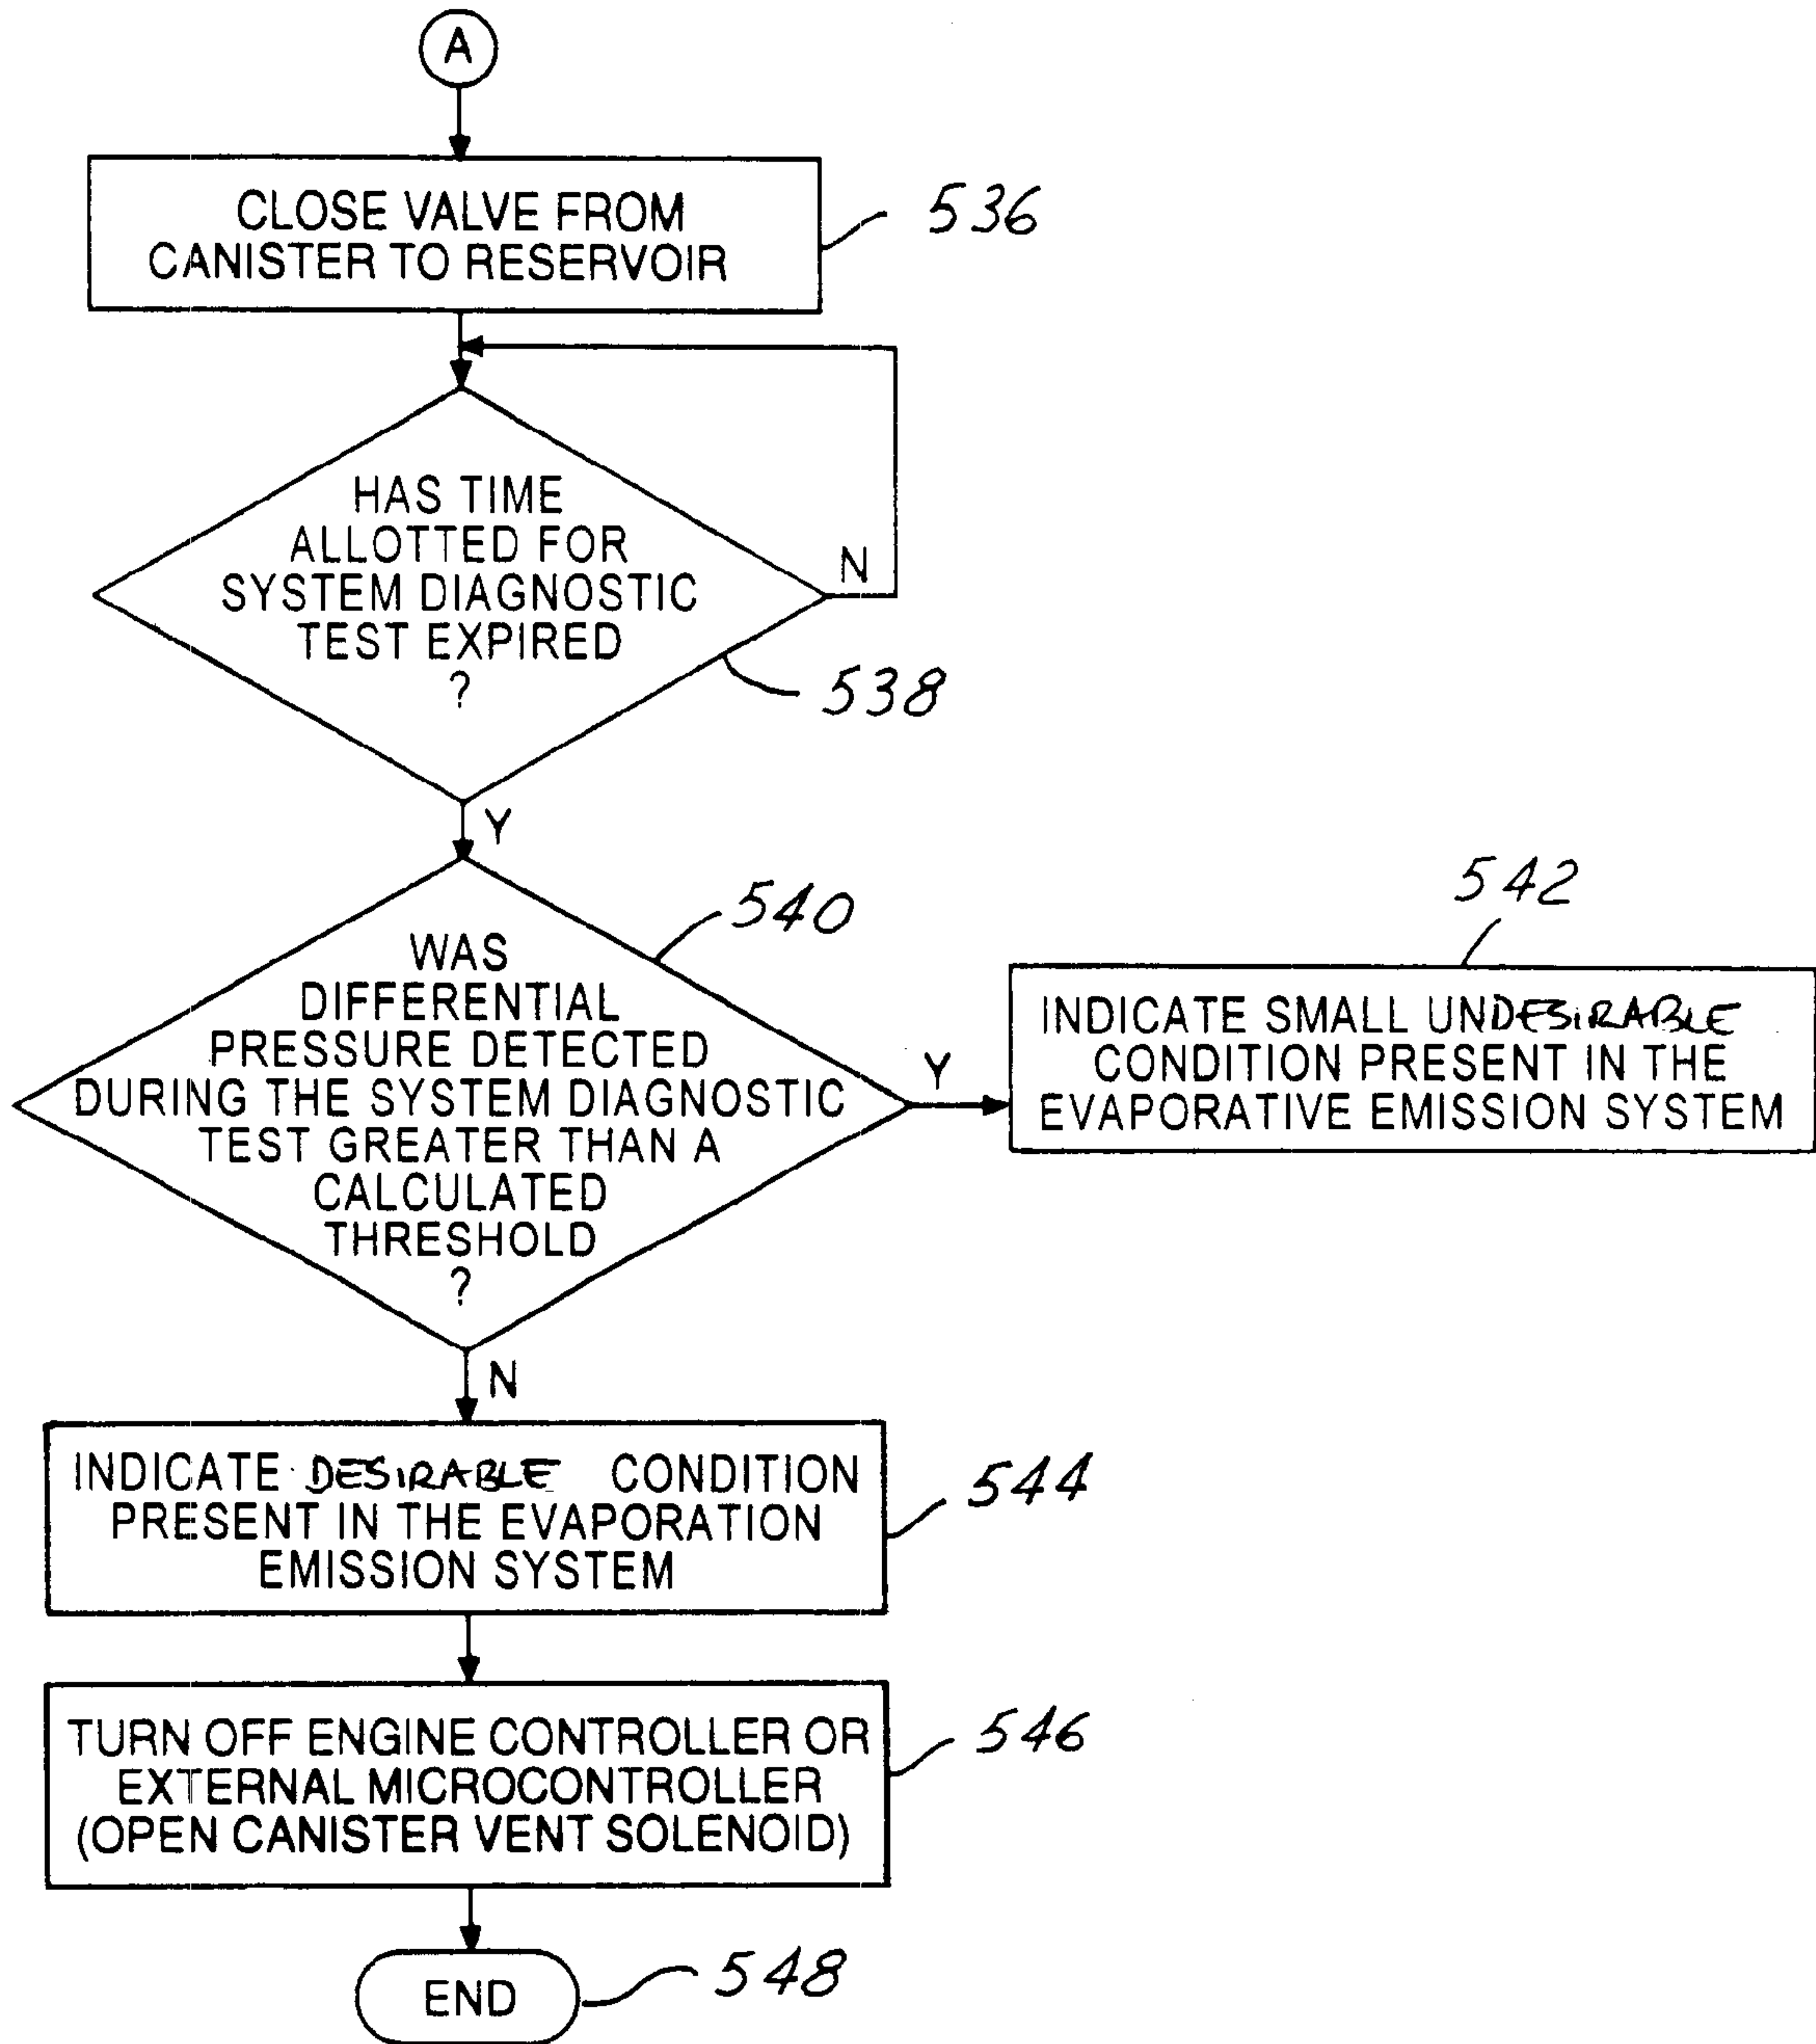 A
CLOSE VALVE FROM
CANISTER TO RESERVOIR
536
HAS TIME
ALLOTTED FOR
SYSTEM DIAGNOSTIC
TEST EXPIRED
?
N
538
Y
540
WAS
DIFFERENTIAL
PRESSURE DETECTED
DURING THE SYSTEM DIAGNOSTIC
TEST GREATER THAN A
CALCULATED
THRESHOLD
?
Y
542
INDICATE SMALL UNDESIRABLE
CONDITION PRESENT IN THE
EVAPORATIVE EMISSION SYSTEM
N
INDICATE DESIRABLE CONDITION
PRESENT IN THE EVAPORATION
EMISSION SYSTEM
544
TURN OFF ENGINE CONTROLLER OR
EXTERNAL MICROCONTROLLER
(OPEN CANISTER VENT SOLENOID)
546
END
548